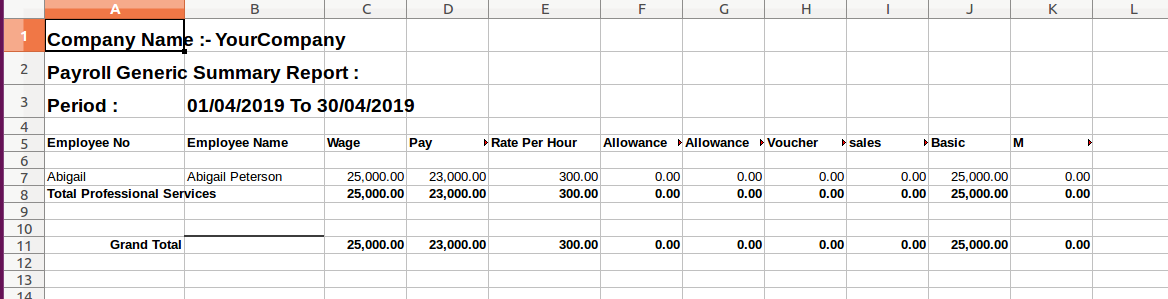 A B C D E F G H I J K L
1 Company Name :- YourCompany
2 Payroll Generic Summary Report :
3 Period : 01/04/2019 To 30/04/2019
4
5 Employee No Employee Name Wage Pay Rate Per Hour Allowance Allowance Voucher sales Basic M
6
7 Abigail Abigail Peterson 25,000.00 23,000.00 300.00 0.00 0.00 0.00 0.00 25,000.00 0.00
8 Total Professional Services 25,000.00 23,000.00 300.00 0.00 0.00 0.00 0.00 25,000.00 0.00
9
10
11 Grand Total 25,000.00 23,000.00 300.00 0.00 0.00 0.00 0.00 25,000.00 0.00
12
13
14